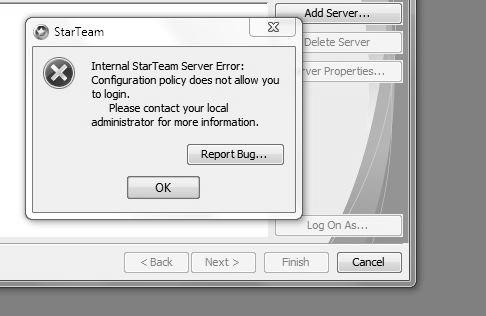 StarTeam
Internal StarTeam Server Error:
Configuration policy does not allow you
to login.
Please contact your local
administrator for more information.
Report Bug...
OK
Add Server...
Delete Server
rver Properties...
Log On As...
< Back
Next >
Finish
Cancel